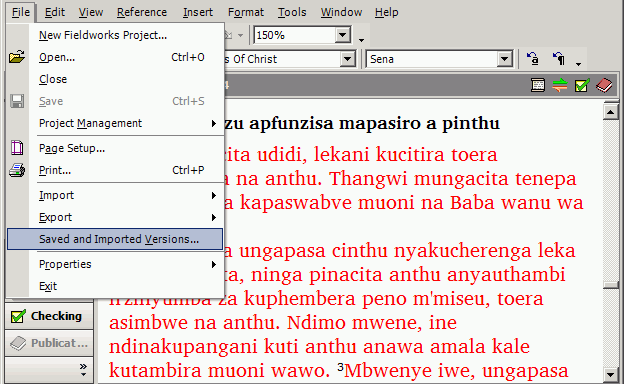 File Edit View Reference Insert Format Tools Window Help
New Fieldworks Project...
150%
Open... Ctrl+O
s Of Christ Sena
Close
Save Ctrl+S
4
Project Management
zu apfunzisa mapasiro a pinthu
Page Setup...
cita udidi, lekani kucitira toera
Print... Ctrl+P
a na anthu. Thangwi mungacita tenepa
Import
a kapaswabve muoni na Baba wanu wa
Export
Saved and Imported Versions...
a ungapasa cinthu nyakucherenga leka
Properties
ta, ninga pinacita anthu anyauthambi
Exit
n'zinyumba za kuphembera peno m'miseu, toera
Checking
asimbwe na anthu. Ndimo mwene, ine
Publicat...
ndinakupangani kuti anthu anawa amala kale
kutambira muoni wawo. ³Mbwenye iwe, ungapasa